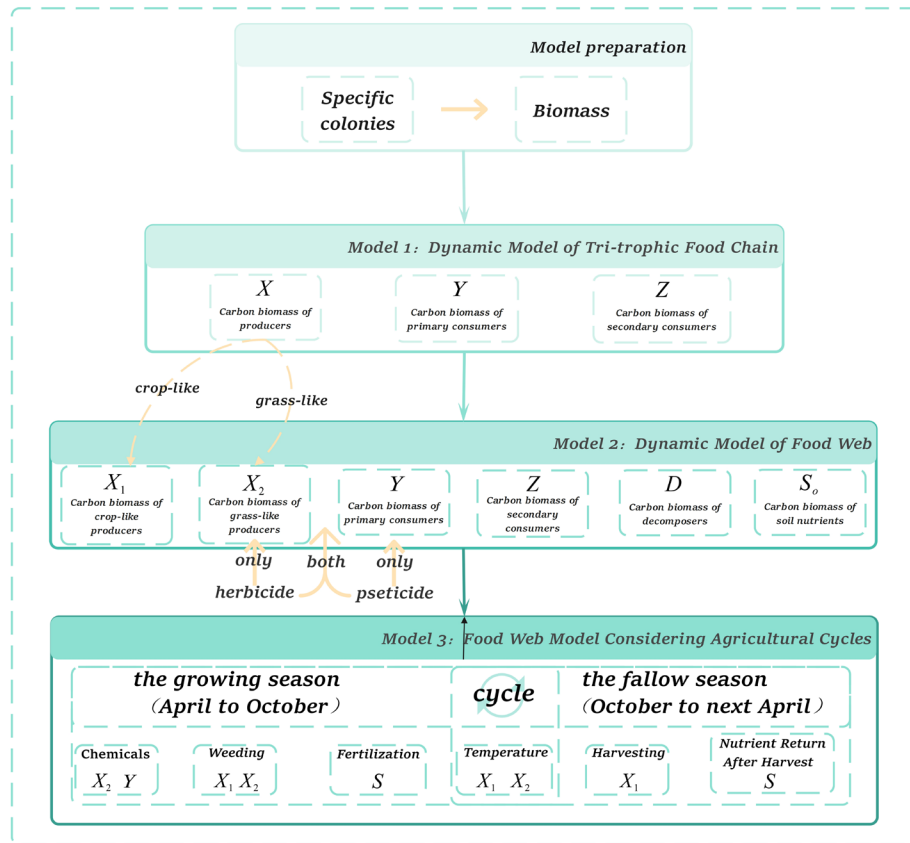 Model preparation
Specific
colonies
Biomass
Model 1: Dynamic Model of Tri-trophic Food Chain
X
Carbon biomass of
producers
Y
Carbon biomass of
primary consumers
Z
Carbon biomass of
secondary consumers
crop-like
grass-like
Model 2: Dynamic Model of Food Web
X₁
Carbon biomass of
crop-like
producers
X₂
Carbon biomass of
grass-like
producers
Y
Carbon biomass of
primary consumers
Z
Carbon biomass of
secondary
consumers
D
Carbon biomass of
decomposers
Sₒ
Carbon biomass of
soil nutrients
only
both
only
herbicide
pseticide
Model 3: Food Web Model Considering Agricultural Cycles
the growing season
(April to October)
cycle
the fallow season
(October to next April)
Chemicals
X₂ Y
Weeding
X₁ X₂
Fertilization
S
Temperature
X₁ X₂
Harvesting
X₁
Nutrient Return
After Harvest
S